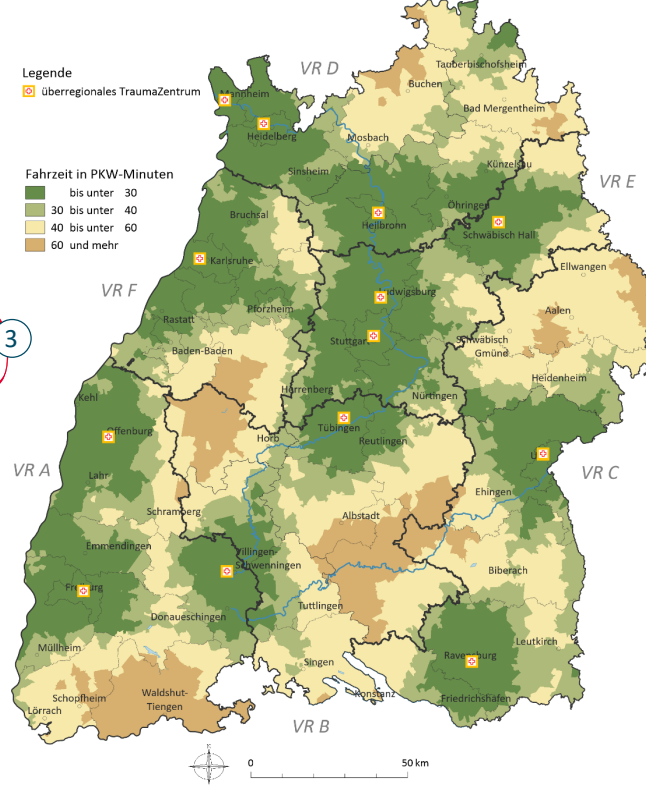 VR D
Legende
überregionales TraumaZentrum
Mannheim
Heidelberg
Tauberbischofsheim
Buchen
Bad Mergentheim
Mosbach
Sinsheim
Künzelsau
Fahrzeit in PKW-Minuten
bis unter 30
30 bis unter 40
40 bis unter 60
60 und mehr
VR E
Öhringen
Bruchsal
Heilbronn
Schwäbisch Hall
Karlsruhe
Ellwangen
VR F
Ludwigsburg
Pforzheim
Aalen
Rastatt
3
Stuttgart
Schwäbisch
Gmünd
Baden-Baden
Heidenheim
Herrenberg
Nürtingen
Kehl
Offenburg
Tübingen
Horb
Reutlingen
VR A
Lahr
VR C
Ehingen
Schramberg
Albstadt
Emmendingen
Villingen-
Schwenningen
Biberach
Freiburg
Tuttlingen
Donaueschingen
Müllheim
Leutkirch
Ravensburg
Singen
Schopfheim
Waldshut-
Tiengen
Konstanz
Friedrichshafen
Lörrach
VR B
0
50 km